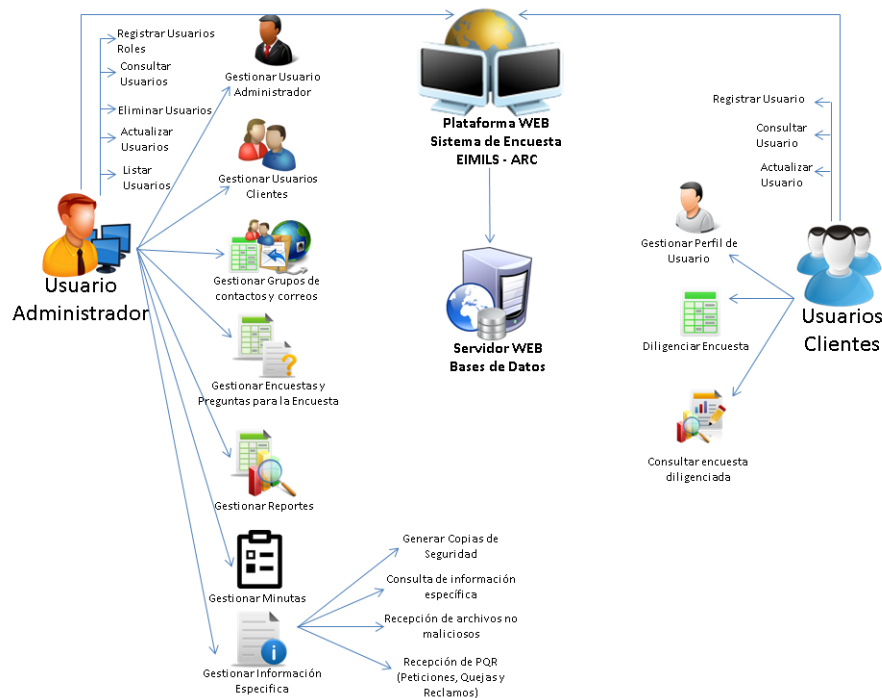 Registrar Usuarios
Roles
Consultar
Usuarios
Eliminar Usuarios
Actualizar
Usuarios
Listar
Usuarios
Usuario
Administrador
Gestionar Usuario
Administrador
Gestionar Usuarios
Clientes
Gestionar Grupos de
contactos y correos
Gestionar Encuestas y
Preguntas para la Encuesta
Gestionar Reportes
Gestionar Minutas
Gestionar Información
Especifica
Generar Copias de
Seguridad
Consulta de información
específica
Recepción de archivos no
maliciosos
Recepción de PQR
(Peticiones, Quejas y
Reclamos)
Plataforma WEB
Sistema de Encuesta
EIMILS - ARC
Servidor WEB
Bases de Datos
Registrar Usuario
Consultar
Usuario
Actualizar
Usuario
Gestionar Perfil de
Usuario
Diligenciar Encuesta
Consultar encuesta
diligenciada
Usuarios
Clientes